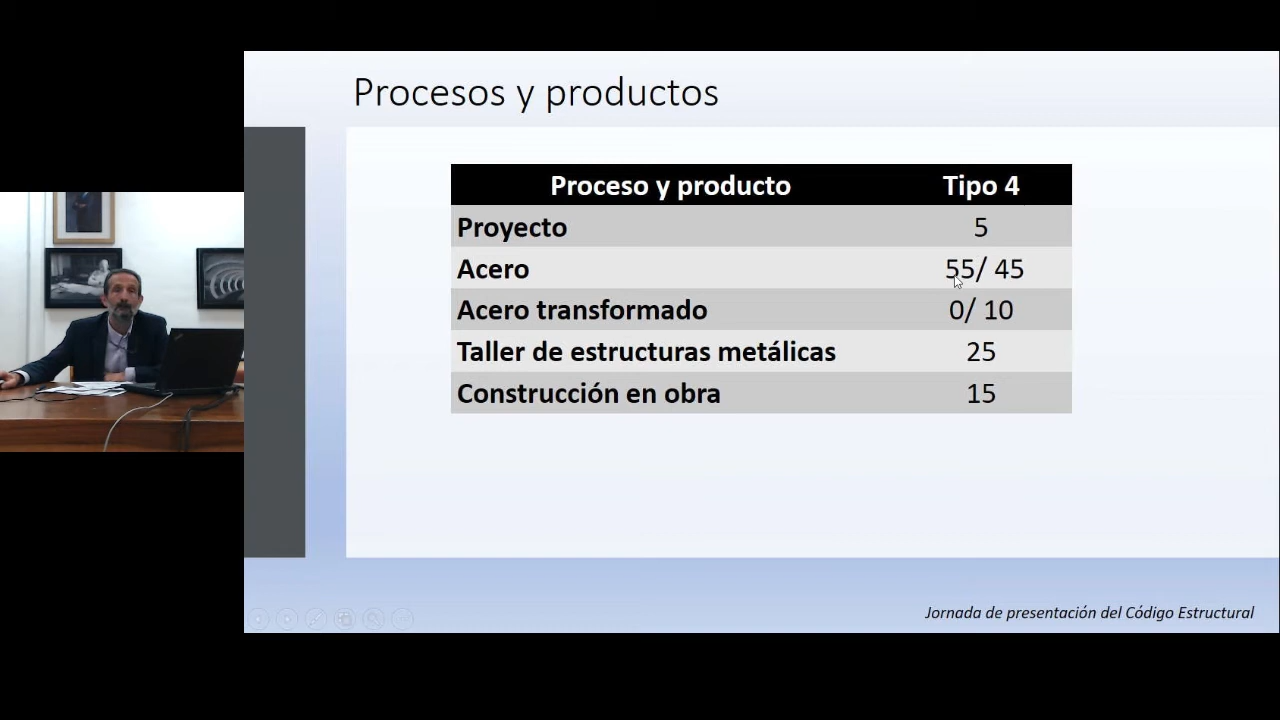 Procesos y productos
Proceso y producto Tipo 4
Proyecto 5
Acero 55/ 45
Acero transformado 0/ 10
Taller de estructuras metálicas 25
Construcción en obra 15
Jornada de presentación del Código Estructural